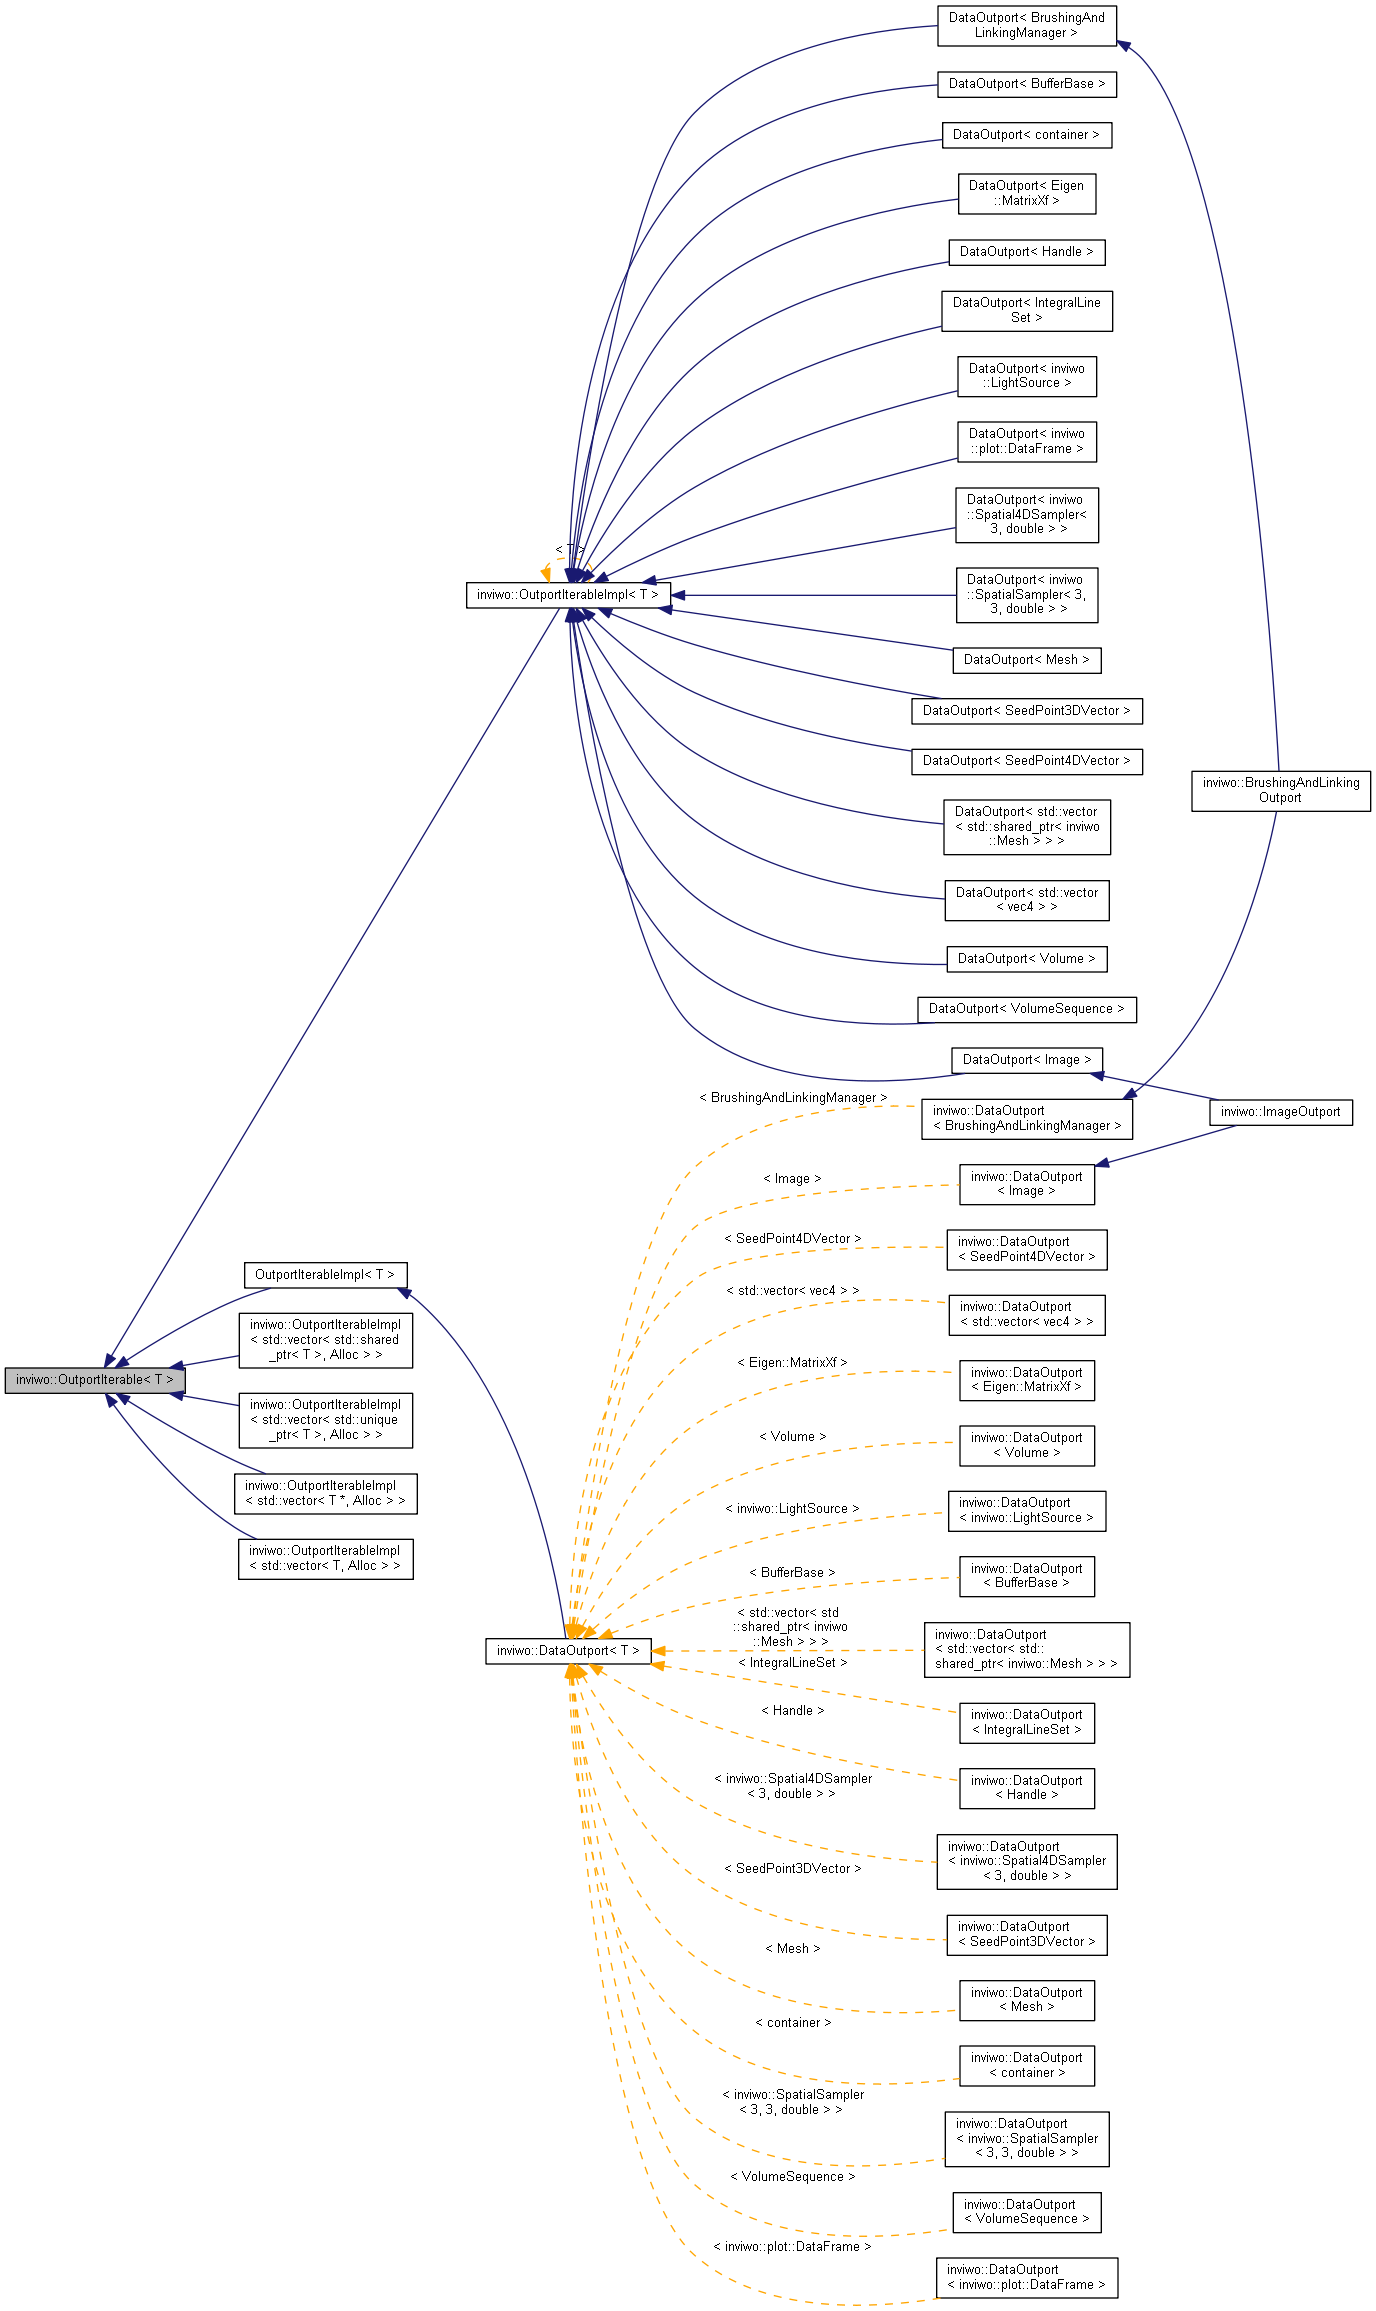 DataOutport< BrushingAnd
LinkingManager >
DataOutport< BufferBase >
DataOutport< container >
DataOutport< Eigen
::MatrixXf >
DataOutport< Handle >
DataOutport< IntegralLine
Set >
DataOutport< inviwo
::LightSource >
DataOutport< inviwo
::plot::DataFrame >
DataOutport< inviwo
::Spatial4DSampler<
3, double > >
< T >
inviwo::OutportIterableImpl< T >
DataOutport< inviwo
::SpatialSampler< 3,
3, double > >
DataOutport< Mesh >
DataOutport< SeedPoint3DVector >
DataOutport< SeedPoint4DVector >
inviwo::BrushingAndLinking
Outport
DataOutport< std::vector
< std::shared_ptr< inviwo
::Mesh > > >
DataOutport< std::vector
< vec4 > >
DataOutport< Volume >
DataOutport< VolumeSequence >
DataOutport< Image >
inviwo::ImageOutport
< BrushingAndLinkingManager >
inviwo::DataOutport
< BrushingAndLinkingManager >
< Image >
inviwo::DataOutport
< Image >
< SeedPoint4DVector >
inviwo::DataOutport
< SeedPoint4DVector >
OutportIterableImpl< T >
< std::vector< vec4 > >
inviwo::DataOutport
< std::vector< vec4 > >
inviwo::OutportIterableImpl
< std::vector< std::shared
_ptr< T >, Alloc > >
inviwo::OutportIterable< T >
< Eigen::MatrixXf >
inviwo::DataOutport
< Eigen::MatrixXf >
inviwo::OutportIterableImpl
< std::vector< std::unique
_ptr< T >, Alloc > >
< Volume >
inviwo::DataOutport
< Volume >
inviwo::OutportIterableImpl
< std::vector< T *, Alloc > >
< inviwo::LightSource >
inviwo::DataOutport
< inviwo::LightSource >
inviwo::OutportIterableImpl
< std::vector< T, Alloc > >
< BufferBase >
inviwo::DataOutport
< BufferBase >
< std::vector< std
::shared_ptr< inviwo
::Mesh > > >
inviwo::DataOutport
< std::vector< std::
shared_ptr< inviwo::Mesh > > >
inviwo::DataOutport< T >
< IntegralLineSet >
inviwo::DataOutport
< IntegralLineSet >
< Handle >
inviwo::DataOutport
< Handle >
< inviwo::Spatial4DSampler
< 3, double > >
inviwo::DataOutport
< inviwo::Spatial4DSampler
< 3, double > >
< SeedPoint3DVector >
inviwo::DataOutport
< SeedPoint3DVector >
< Mesh >
inviwo::DataOutport
< Mesh >
< container >
inviwo::DataOutport
< container >
< inviwo::SpatialSampler
< 3, 3, double > >
inviwo::DataOutport
< inviwo::SpatialSampler
< 3, 3, double > >
< VolumeSequence >
inviwo::DataOutport
< VolumeSequence >
< inviwo::plot::DataFrame >
inviwo::DataOutport
< inviwo::plot::DataFrame >